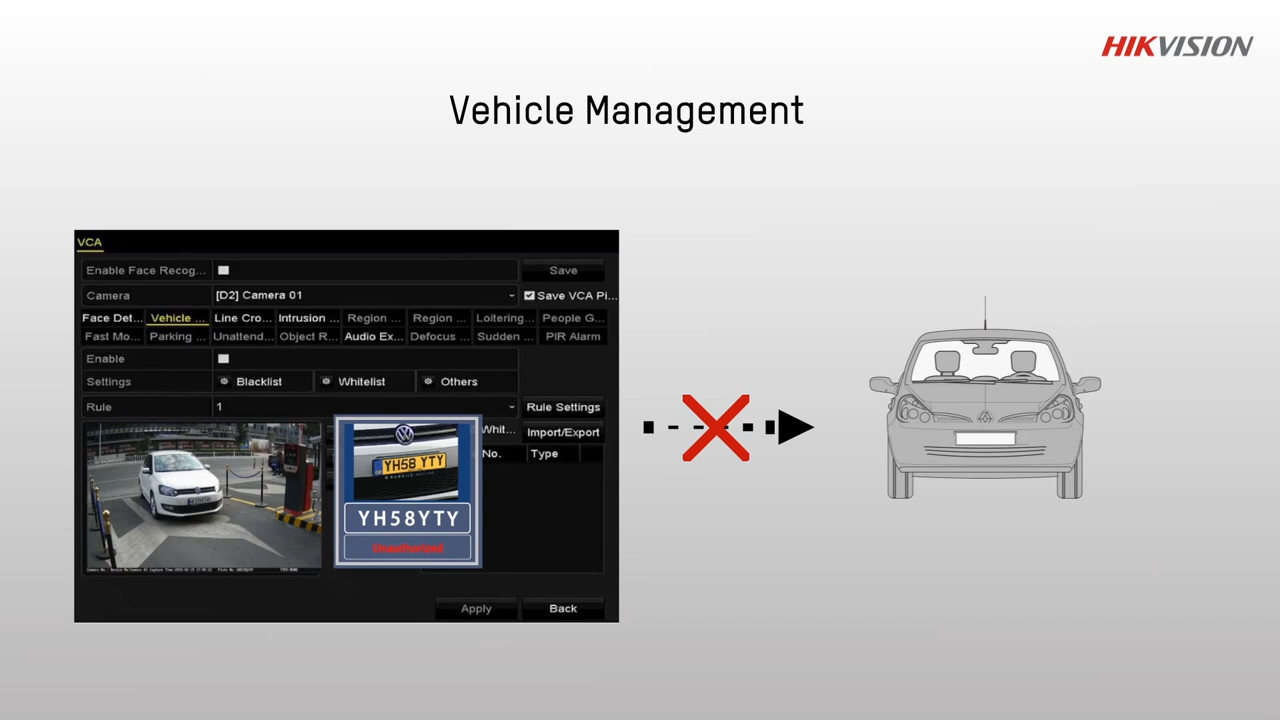 HIKVISION
Vehicle Management
VCA
Enable Face Recog...
Save
Camera
[D2] Camera 01
Save VCA Pi...
Face Det... Vehicle ... Line Cro... Intrusion ... Region ... Region ... Loitering... People G...
Fast Mo... Parking ... Unattend... Object R... Audio Ex... Defocus ... Sudden ... PIR Alarm
Enable
Settings
Blacklist
Whitelist
Others
Rule
1
Rule Settings
Whit...
Import/Export
No.
Type
YH58 YTY
YH58YTY
Unauthorised
Apply
Back